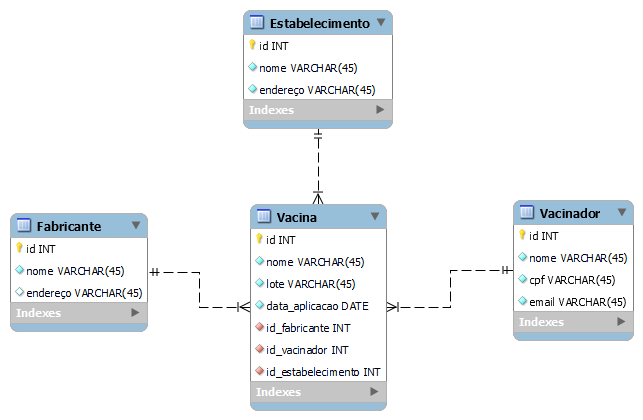 Estabelecimento
id INT
nome VARCHAR(45)
endereço VARCHAR(45)
Indexes
Fabricante
id INT
nome VARCHAR(45)
endereço VARCHAR(45)
Indexes
Vacina
id INT
nome VARCHAR(45)
lote VARCHAR(45)
data_aplicacao DATE
id_fabricante INT
id_vacinador INT
id_estabelecimento INT
Indexes
Vacinador
id INT
nome VARCHAR(45)
cpf VARCHAR(45)
email VARCHAR(45)
Indexes